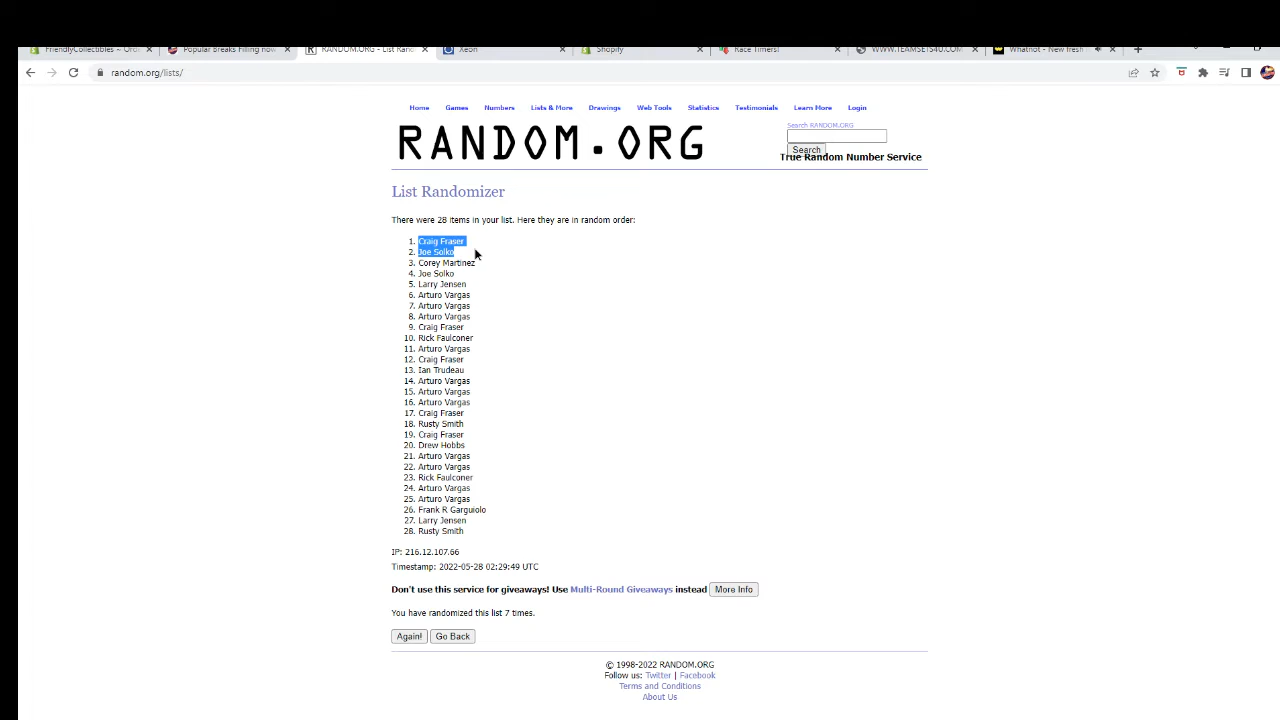 FriendlyCollectibles ~ Ord
Popular Breaks Filling now
RANDOM.ORG - List Rand
Xeon
Shopify
Race Timers!
WWW.TEAMSETS4U.COM
Whatnot - New fresh
random.org/lists/
Home Games Numbers Lists & More Drawings Web Tools Statistics Testimonials Learn More Login
Search RANDOM.ORG
RANDOM.ORG
Search
True Random Number Service
List Randomizer
There were 28 items in your list. Here they are in random order:
1. Craig Fraser
2. Joe Solko
3. Corey Martinez
4. Joe Solko
5. Larry Jensen
6. Arturo Vargas
7. Arturo Vargas
8. Arturo Vargas
9. Craig Fraser
10. Rick Faulconer
11. Arturo Vargas
12. Craig Fraser
13. Ian Trudeau
14. Arturo Vargas
15. Arturo Vargas
16. Arturo Vargas
17. Craig Fraser
18. Rusty Smith
19. Craig Fraser
20. Drew Hobbs
21. Arturo Vargas
22. Arturo Vargas
23. Rick Faulconer
24. Arturo Vargas
25. Arturo Vargas
26. Frank R Garguiolo
27. Larry Jensen
28. Rusty Smith
IP: 216.12.107.66
Timestamp: 2022-05-28 02:29:49 UTC
Don't use this service for giveaways! Use Multi-Round Giveaways instead More Info
You have randomized this list 7 times.
Again! Go Back
© 1998-2022 RANDOM.ORG
Follow us: Twitter | Facebook
Terms and Conditions
About Us